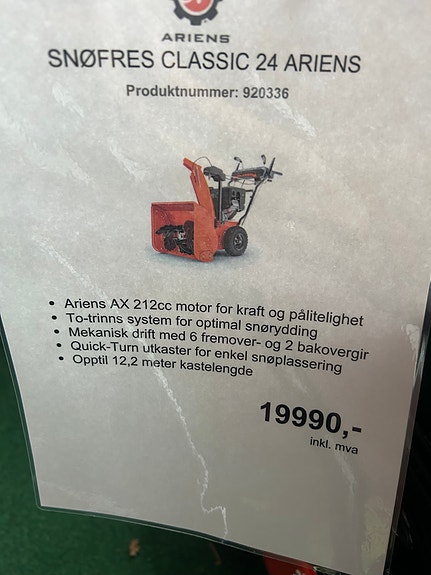 ARIENS
SNØFRES CLASSIC 24 ARIENS
Produktnummer: 920336
• Ariens AX 212cc motor for kraft og pålitelighet
• To-trinns system for optimal snørydding
• Mekanisk drift med 6 fremover- og 2 bakovergir
• Quick-Turn utkaster for enkel snøplassering
• Opptil 12,2 meter kastelengde
19990,-
inkl. mva